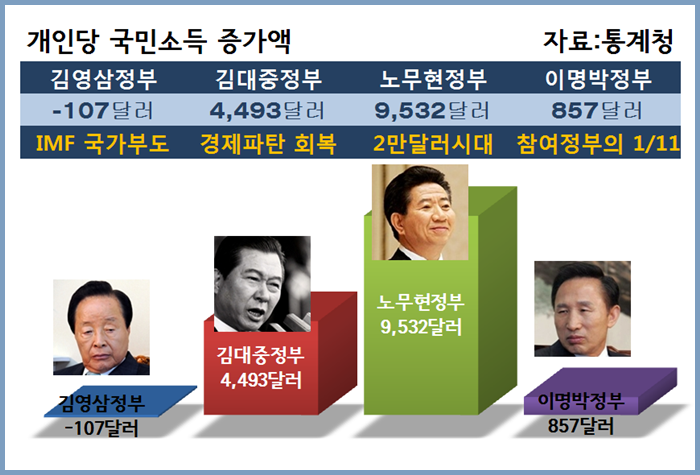 개인당 국민소득 증가액 자료:통계청
김영삼정부 김대중정부 노무현정부 이명박정부
-107달러 4,493달러 9,532달러 857달러
IMF 국가부도 경제파탄 회복 2만달러시대 참여정부의 1/11
노무현정부
9,532달러
김대중정부
4,493달러
김영삼정부
-107달러
이명박정부
857달러